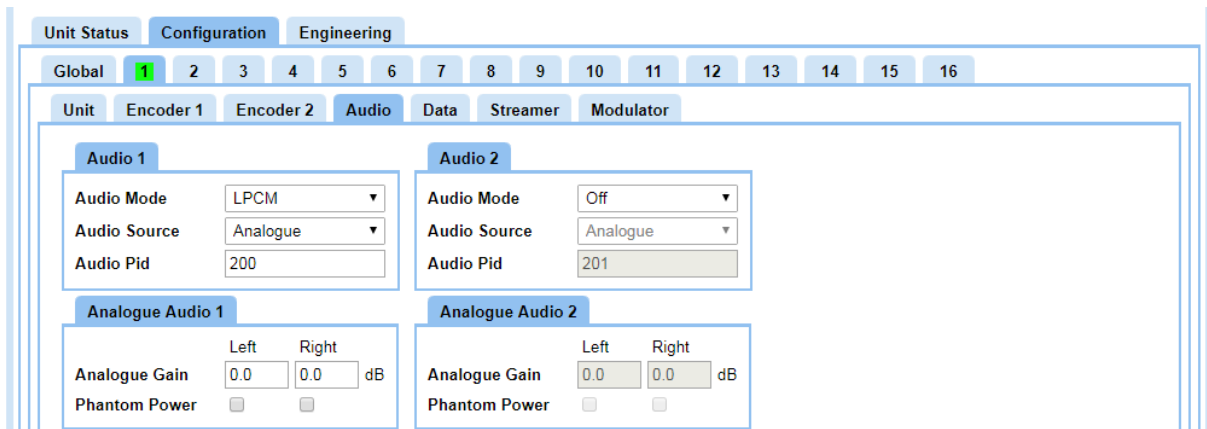 Unit Status Configuration Engineering
Global 1 2 3 4 5 6 7 8 9 10 11 12 13 14 15 16
Unit Encoder 1 Encoder 2 Audio Data Streamer Modulator
Audio 1
Audio Mode LPCM
Audio Source Analogue
Audio Pid 200
Analogue Audio 1
Left Right
Analogue Gain 0.0 0.0 dB
Phantom Power
Audio 2
Audio Mode Off
Audio Source Analogue
Audio Pid 201
Analogue Audio 2
Left Right
Analogue Gain 0.0 0.0 dB
Phantom Power